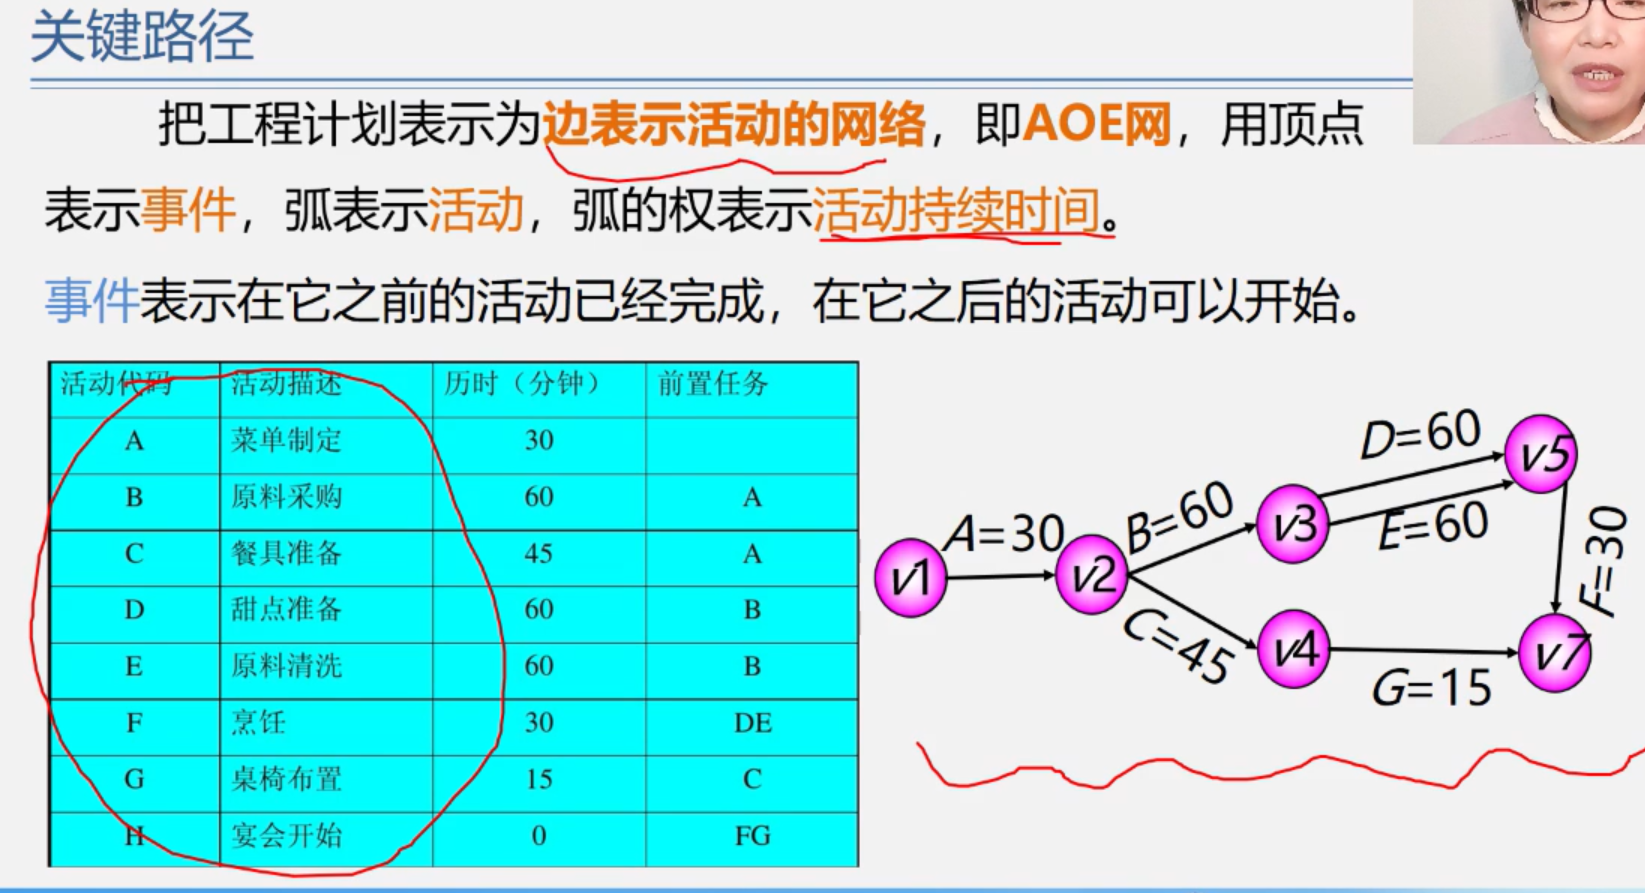 关键路径
把工程计划表示为边表示活动的网络，即AOE网，用顶点
表示事件，弧表示活动，弧的权表示活动持续时间。
事件表示在它之前的活动已经完成，在它之后的活动可以开始。
活动代码 活动描述 历时（分钟） 前置任务
A 菜单制定 30
B 原料采购 60 A
C 餐具准备 45 A
D 甜点准备 60 B
E 原料清洗 60 B
F 烹饪 30 DE
G 桌椅布置 15 C
H 宴会开始 0 FG
v1
A=30
v2
B=60
C=45
v3
v4
D=60
E=60
G=15
v5
F=30
v7